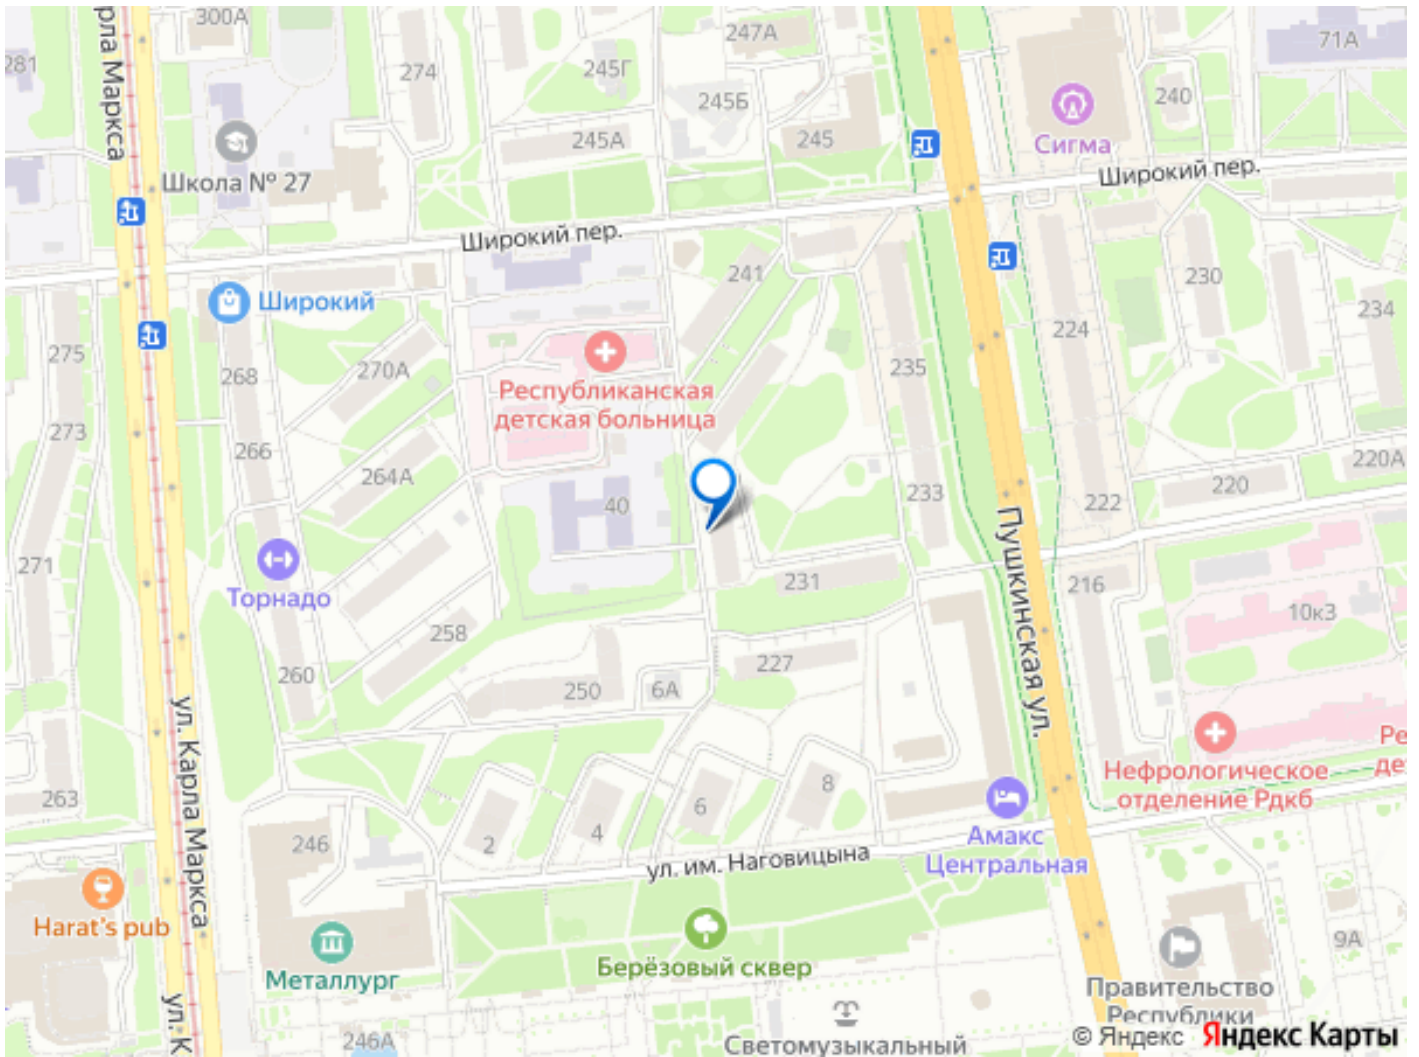 300А
247А
71А
281
274
245Г
245Б
240
рла Маркса
245А
245
Сигма
Школа № 27
Широкий пер.
Широкий пер.
241
230
Широкий
234
275
224
268
270А
235
Республиканская
детская больница
273
266
220А
264А
40
233
220
222
271
Пушкинская ул.
Торнадо
231
216
10к3
258
227
260
250
6А
ул. Карла Маркса
Ре
Нефрологическое
де
отделение Рдкб
263
8
6
4
2
246
Амакс
Центральная
ул. им. Наговицына
Harat's pub
Металлург
Берёзовый сквер
9А
Правительство
Республики
ул. К
246А
Светомузыкальный
© Яндекс Яндекс Карты